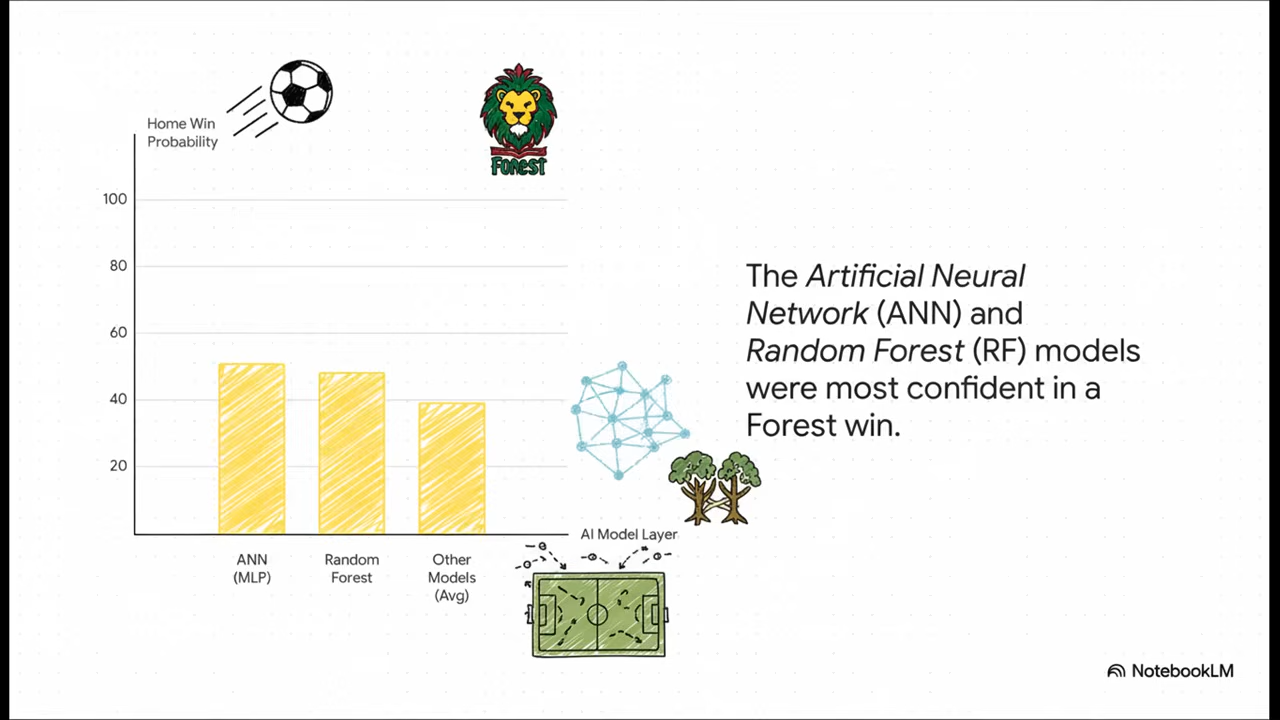 Home Win
Probability
Forest
100
80
60
40
20
The Artificial Neural
Network (ANN) and
Random Forest (RF) models
were most confident in a
Forest win.
AI Model Layer
ANN
(MLP)
Random
Forest
Other
Models
(Avg)
NotebookLM